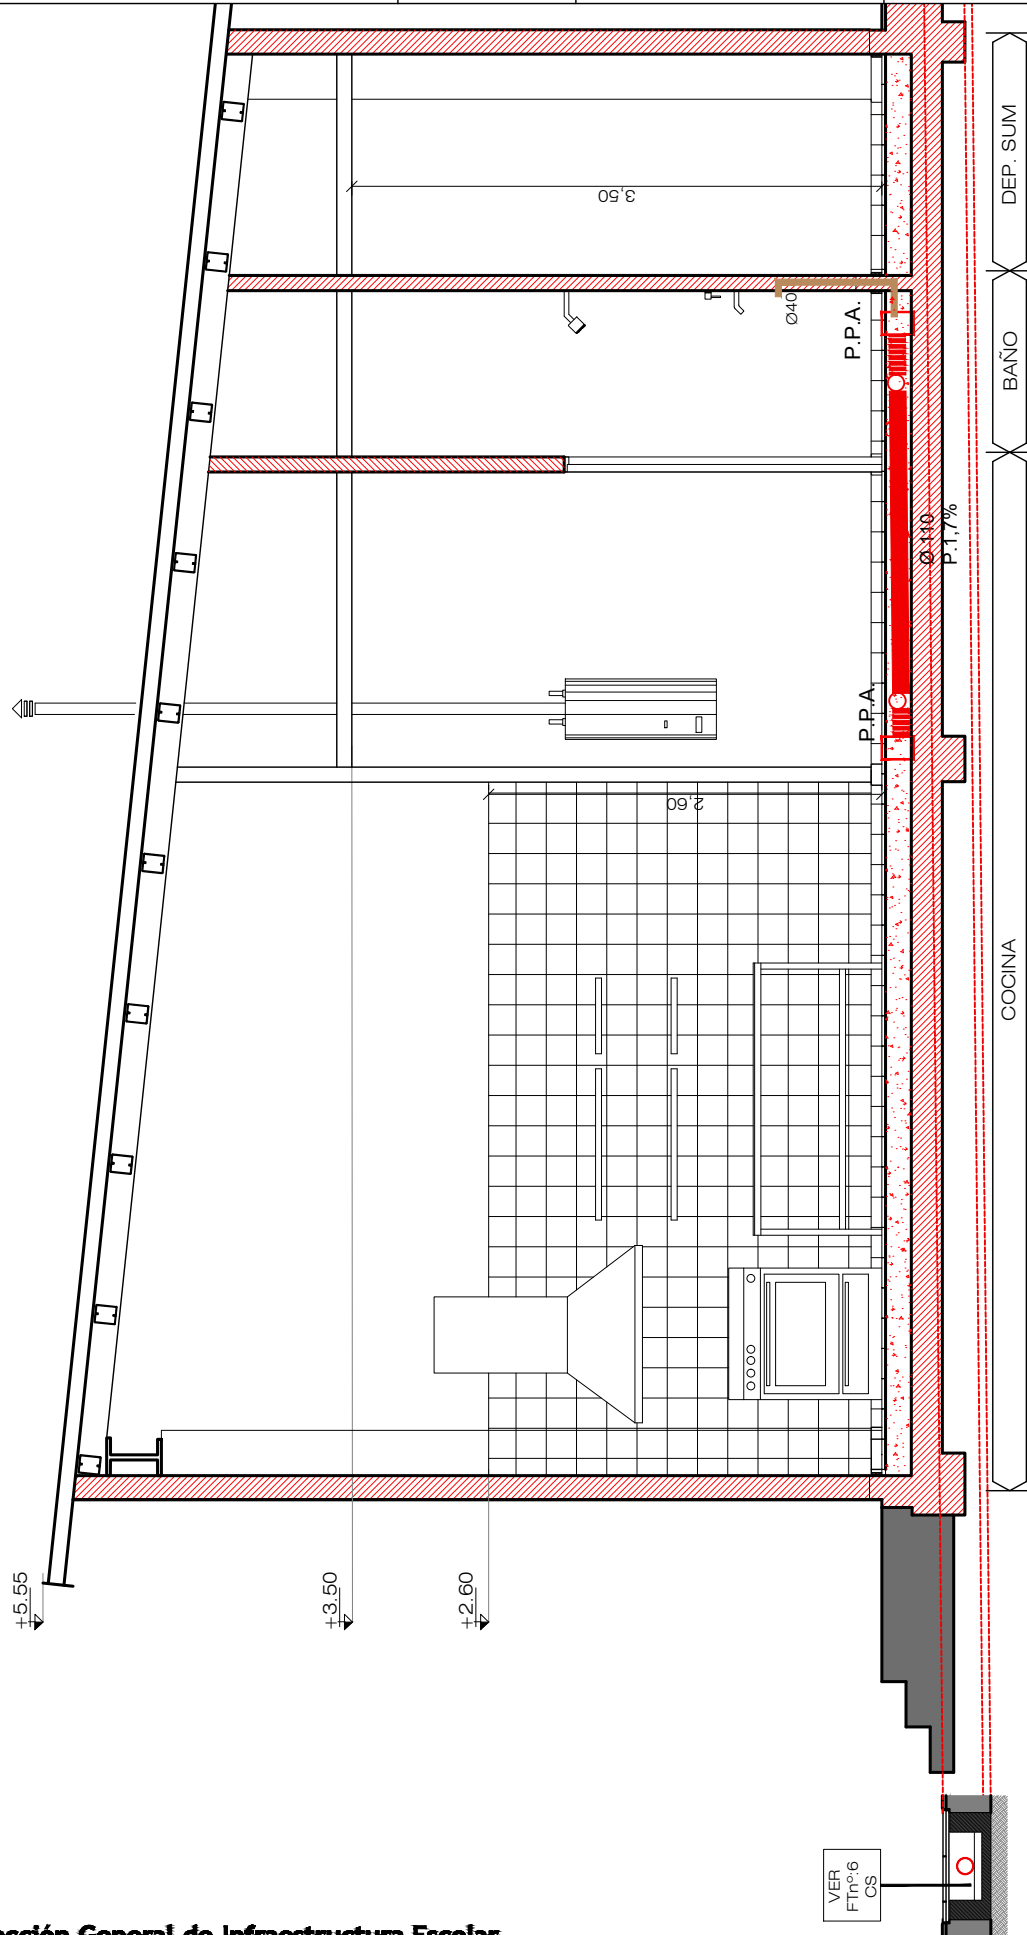 +5.55
+3.50
+2.60
3,50
2,60
Ø40
P.P.A.
Ø 110
P.1,7%
P.P.A.
DEP. SUM
BAÑO
COCINA
VER
FTnº:6
CS
General de Infraestructura Escolar